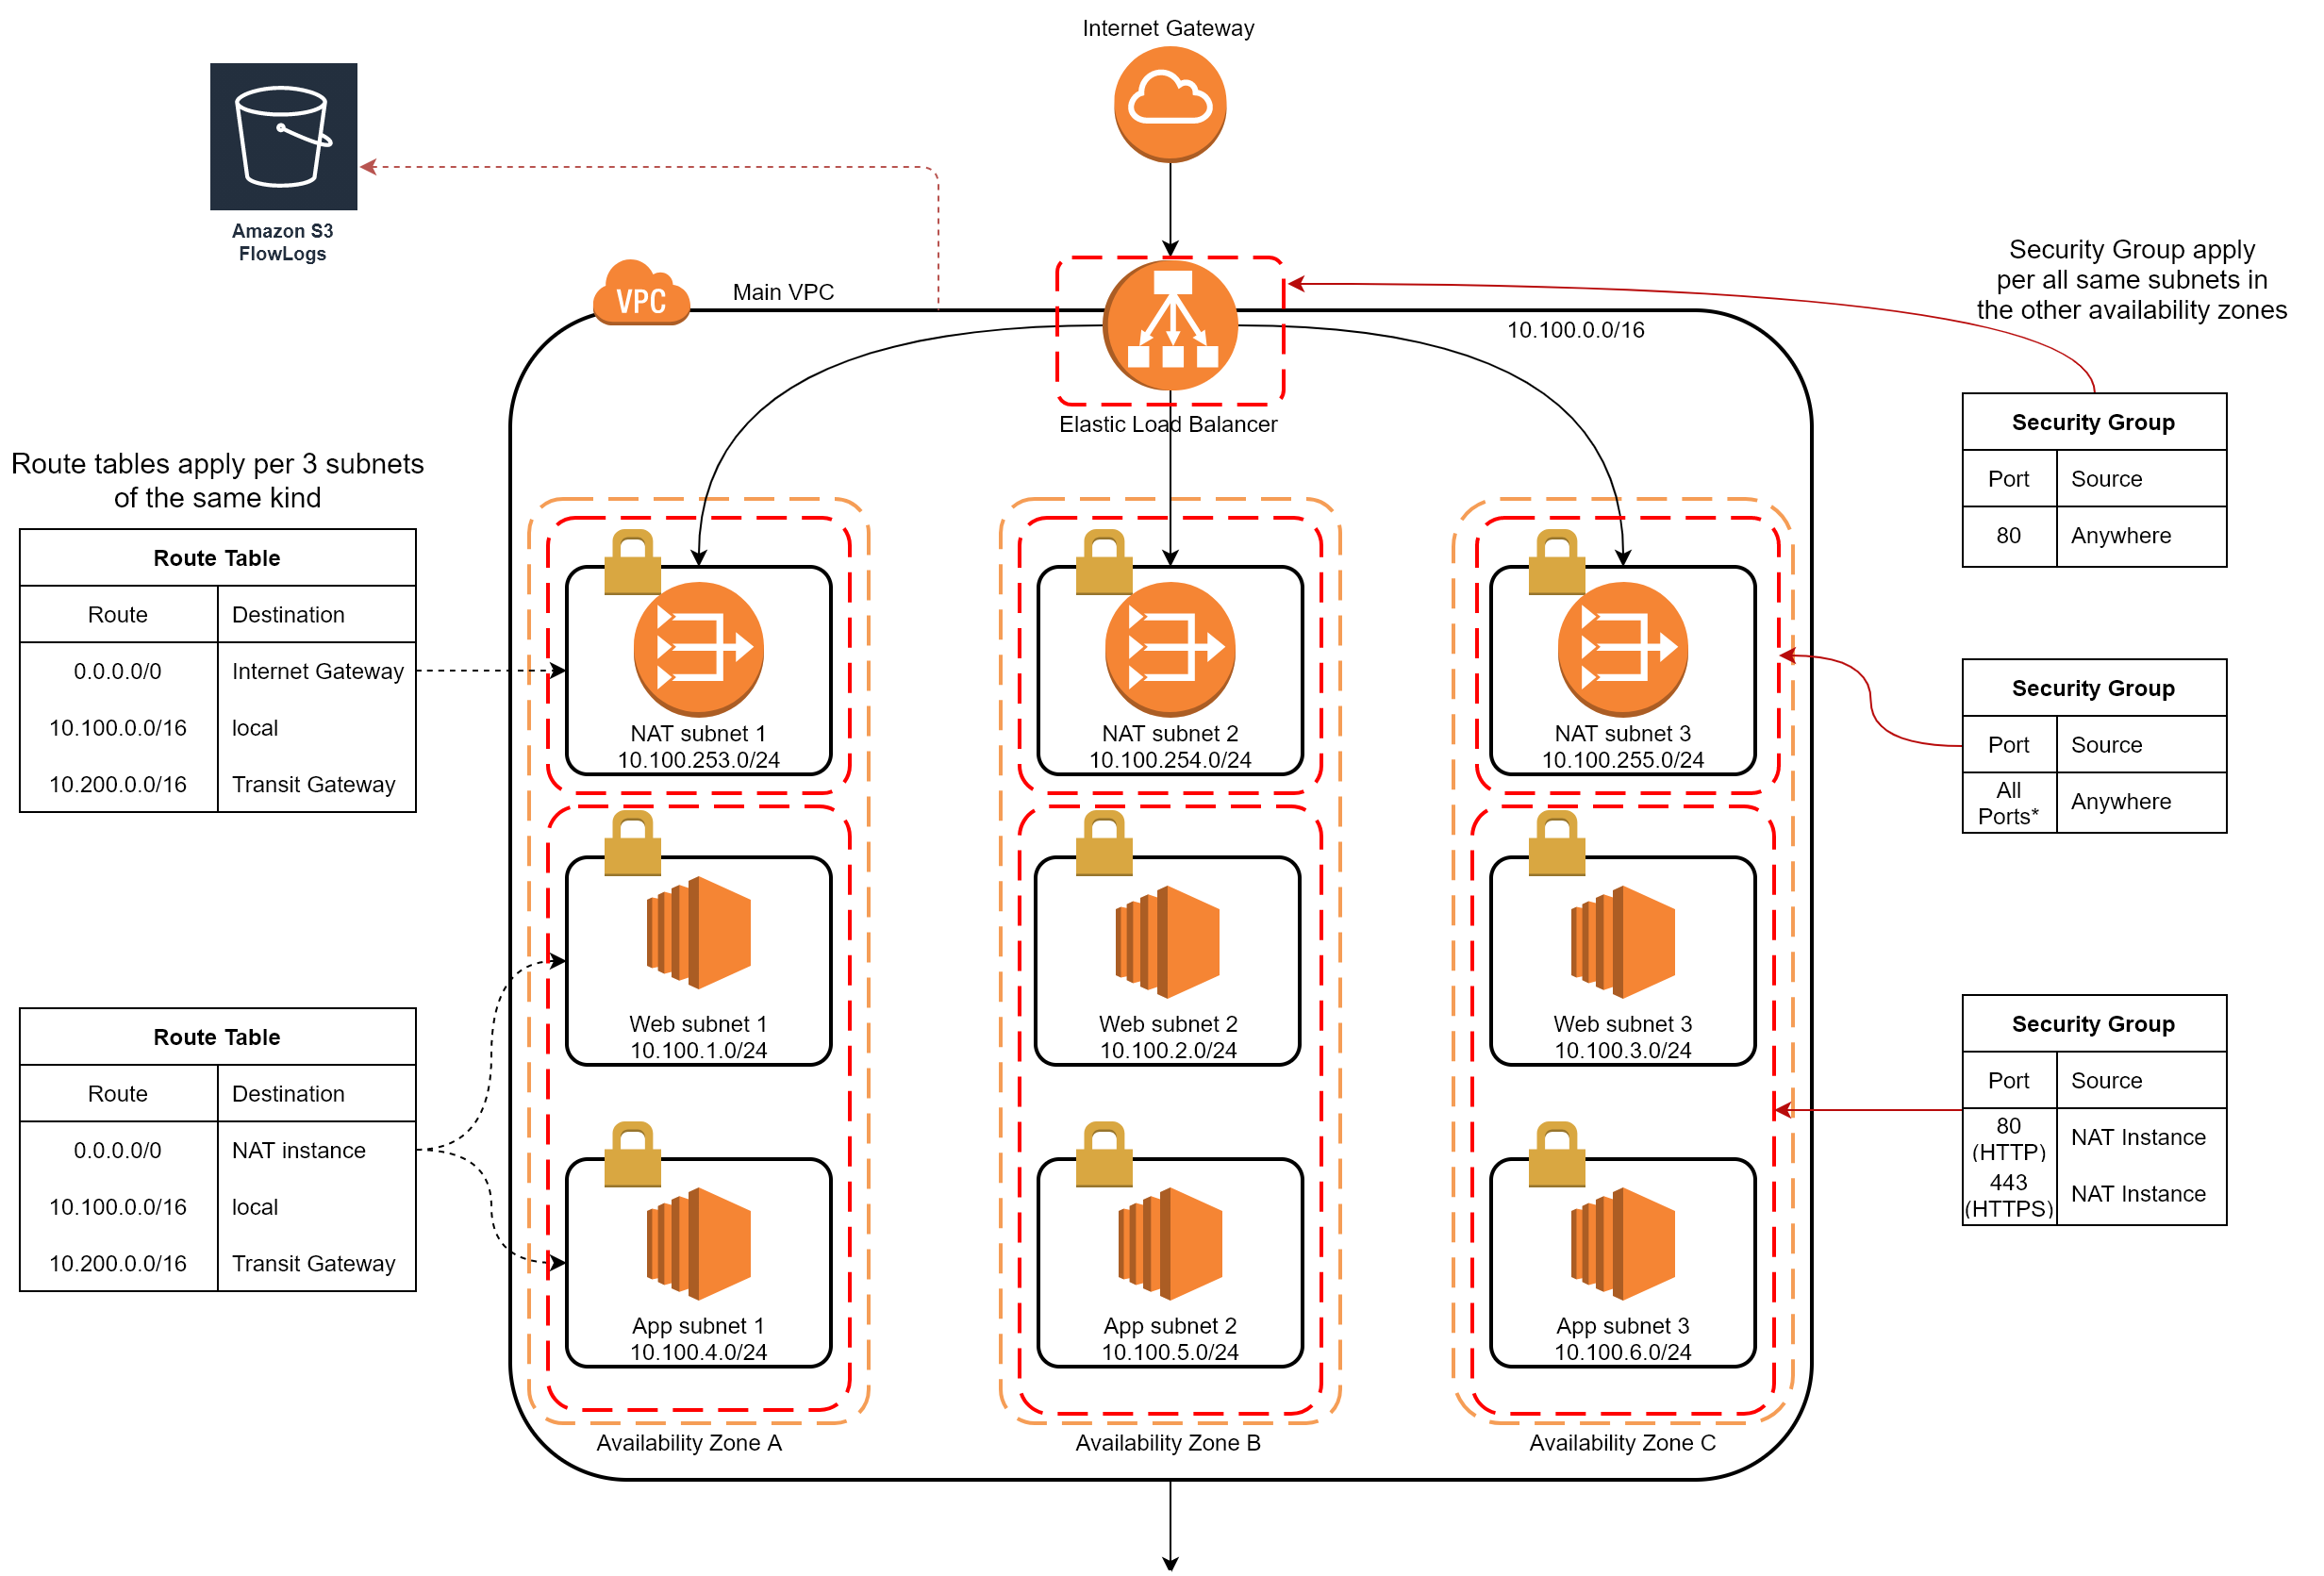 Internet Gateway
Amazon S3
FlowLogs
VPC
Main VPC
10.100.0.0/16
Elastic Load Balancer
Security Group apply
per all same subnets in
the other availability zones
Security Group
Port Source
80 Anywhere
Route tables apply per 3 subnets
of the same kind
Route Table
Route Destination
0.0.0.0/0 Internet Gateway
10.100.0.0/16 local
10.200.0.0/16 Transit Gateway
NAT subnet 1
10.100.253.0/24
NAT subnet 2
10.100.254.0/24
NAT subnet 3
10.100.255.0/24
Security Group
Port Source
All
Ports*
Anywhere
Web subnet 1
10.100.1.0/24
Web subnet 2
10.100.2.0/24
Web subnet 3
10.100.3.0/24
Route Table
Route Destination
0.0.0.0/0 NAT instance
10.100.0.0/16 local
10.200.0.0/16 Transit Gateway
Security Group
Port Source
80
(HTTP)
NAT Instance
443
(HTTPS)
NAT Instance
App subnet 1
10.100.4.0/24
App subnet 2
10.100.5.0/24
App subnet 3
10.100.6.0/24
Availability Zone A
Availability Zone B
Availability Zone C